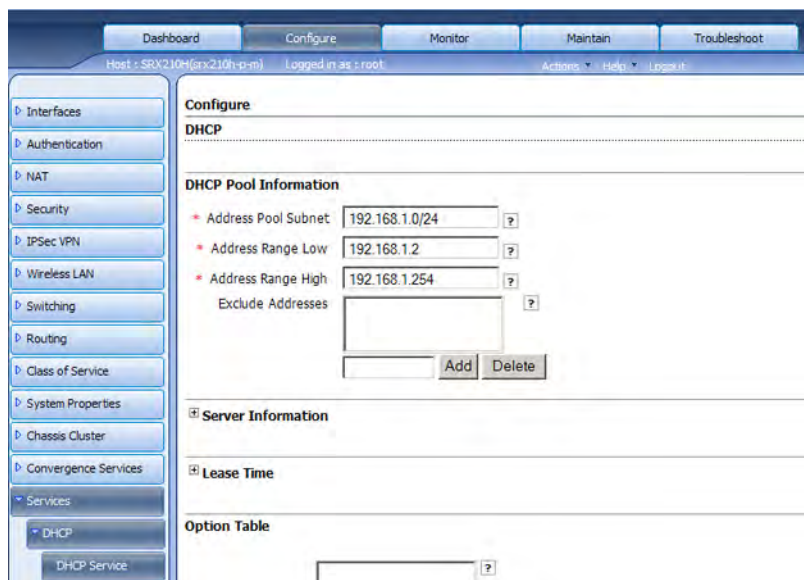 Dashboard Configure Monitor Maintain Troubleshoot
Host : SRX210H(srx210h-p-m) Logged in as : root Actions Help Logout
Interfaces
Authentication
NAT
Security
IPSec VPN
Wireless LAN
Switching
Routing
Class of Service
System Properties
Chassis Cluster
Convergence Services
Services
DHCP
DHCP Service
Configure
DHCP
DHCP Pool Information
* Address Pool Subnet 192.168.1.0/24 ?
* Address Range Low 192.168.1.2 ?
* Address Range High 192.168.1.254 ?
Exclude Addresses ?
Add Delete
Server Information
Lease Time
Option Table
?